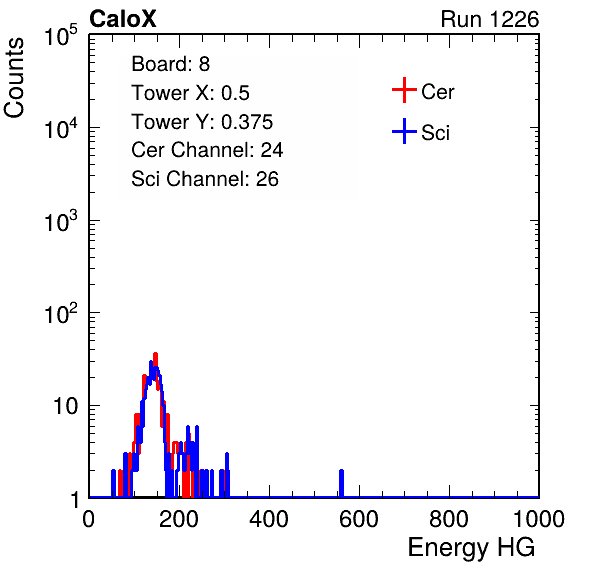 CaloX Run 1226
Counts
10^5
10^4
10^3
10^2
10
1
Board: 8
Tower X: 0.5
Tower Y: 0.375
Cer Channel: 24
Sci Channel: 26
Cer
Sci
0 200 400 600 800 1000
Energy HG